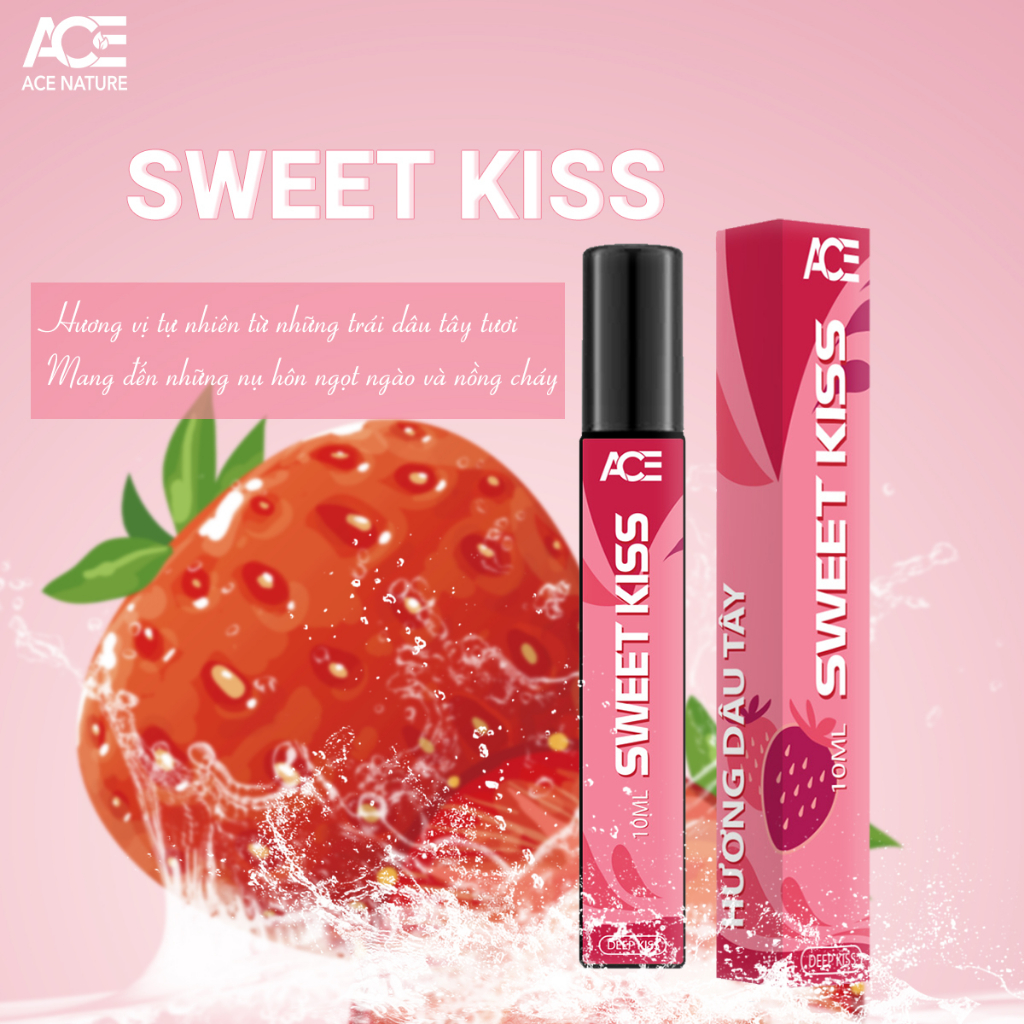 ACE
ACE NATURE
SWEET KISS
Hương vị tự nhiên từ những trái dâu tây tươi
Mang đến những nụ hôn ngọt ngào và nồng cháy
ACE
SWEET KISS
10ML
DEEP KISS
ACE
SWEET KISS
10ML
HƯƠNG DÂU TÂY
DEEP KISS